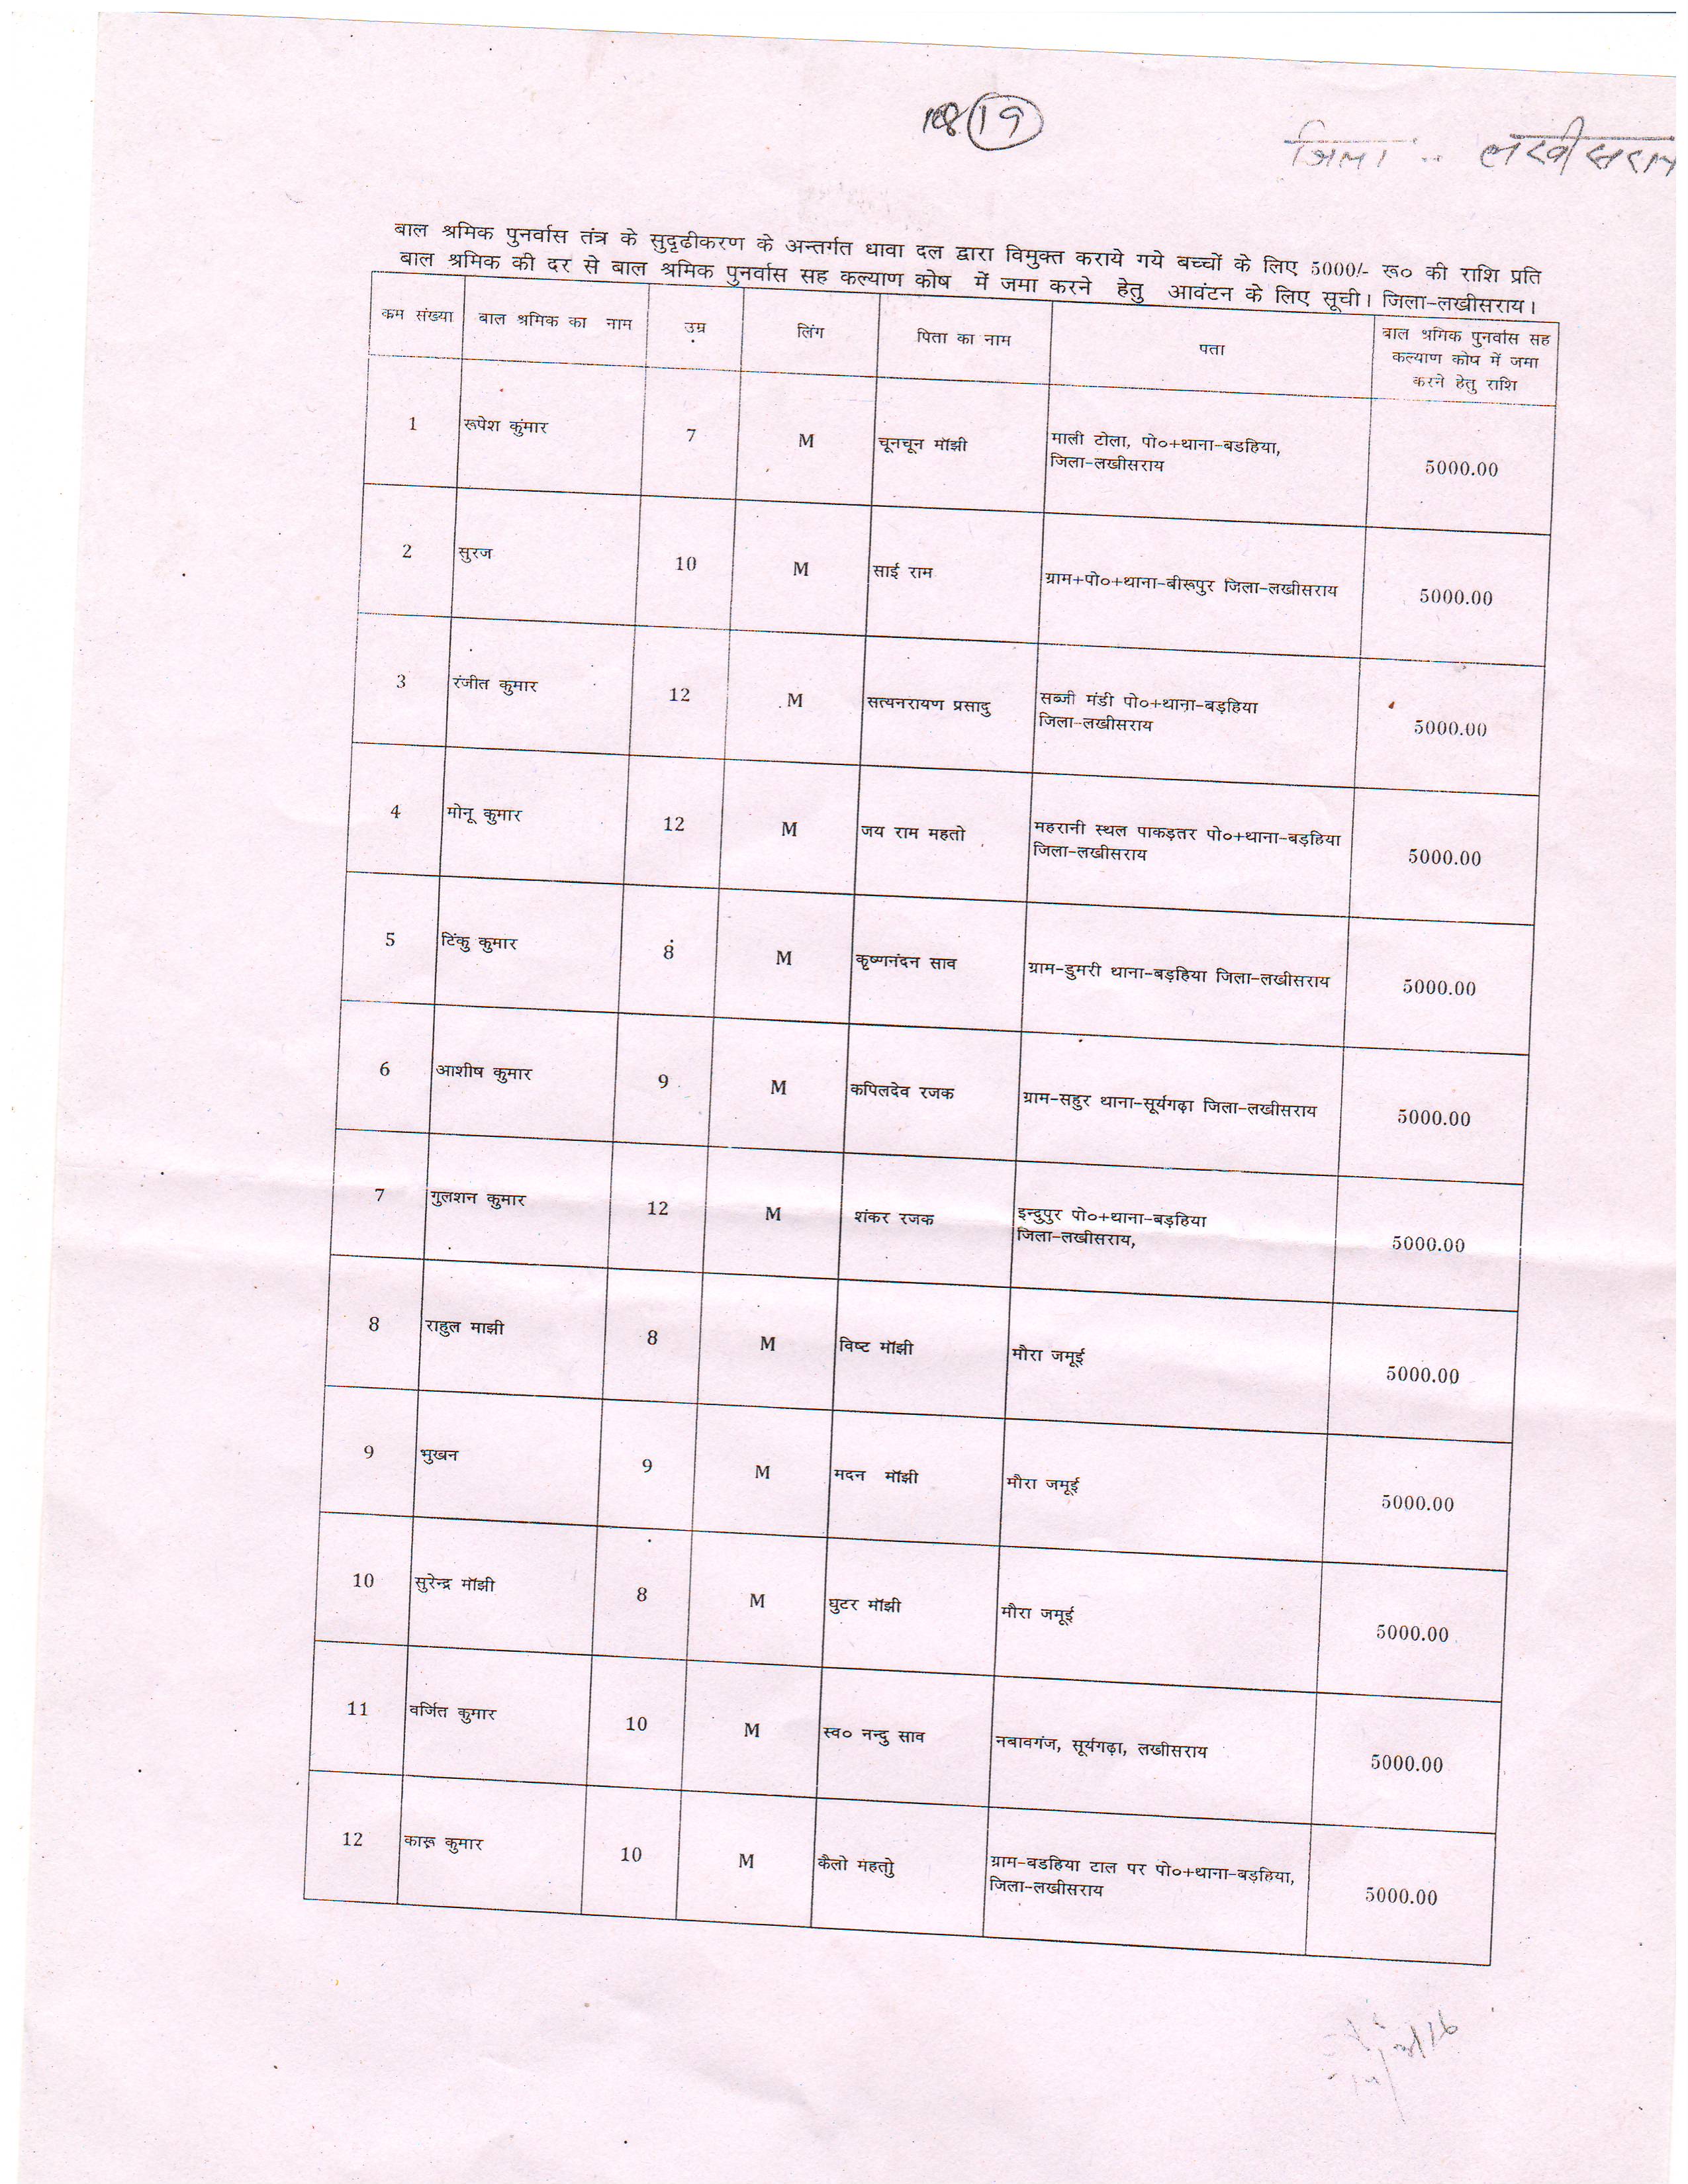 19
जिला .. लखीसराय
बाल श्रमिक पुनर्वास तंत्र के सुदृढीकरण के अन्तर्गत धावा दल द्वारा विमुक्त कराये गये बच्चों के लिए 5000/- रू० की राशि प्रति
बाल श्रमिक की दर से बाल श्रमिक पुनर्वास सह कल्याण कोष में जमा करने हेतु आवंटन के लिए सूची। जिला-लखीसराय।
कम संख्या बाल श्रमिक का नाम उम्र लिंग पिता का नाम पता बाल श्रमिक पुनर्वास सह
कल्याण कोष में जमा
करने हेतु राशि
1 रूपेश कुंमार 7 M चूनचून मॉझी माली टोला, पो०+थाना-बडहिया,
जिला-लखीसराय 5000.00
2 सुरज 10 M साई राम ग्राम+पो०+थाना-बीरूपुर जिला-लखीसराय 5000.00
3 रंजीत कुमार 12 M सत्यनरायण प्रसादु सब्जी मंडी पो०+थाना-बड़हिया
जिला-लखीसराय 5000.00
4 मोनू कुमार 12 M जय राम महतो महरानी स्थल पाकड़तर पो०+थाना-बड़हिया
जिला-लखीसराय 5000.00
5 टिंकु कुमार 8 M कृष्णनंदन साव ग्राम-डुमरी थाना-बड़हिया जिला-लखीसराय 5000.00
6 आशीष कुमार 9 M कपिलदेव रजक ग्राम-सहुर थाना-सूर्यगढ़ा जिला-लखीसराय 5000.00
7 गुलशन कुमार 12 M शंकर रजक इन्दुपुर पो०+थाना-बड़हिया
जिला-लखीसराय, 5000.00
8 राहुल माझी 8 M विष्ट मॉझी मौरा जमूई 5000.00
9 भुखन 9 M मदन मॉझी मौरा जमूई 5000.00
10 सुरेन्द्र मॉझी 8 M घुटर मॉझी मौरा जमूई 5000.00
11 वर्जित कुमार 10 M स्व० नन्दु साव नबावगंज, सूर्यगढ़ा, लखीसराय 5000.00
12 कारू कुमार 10 M कैलो महतो ग्राम-बडहिया टाल पर पो०+थाना-बड़हिया,
जिला-लखीसराय 5000.00